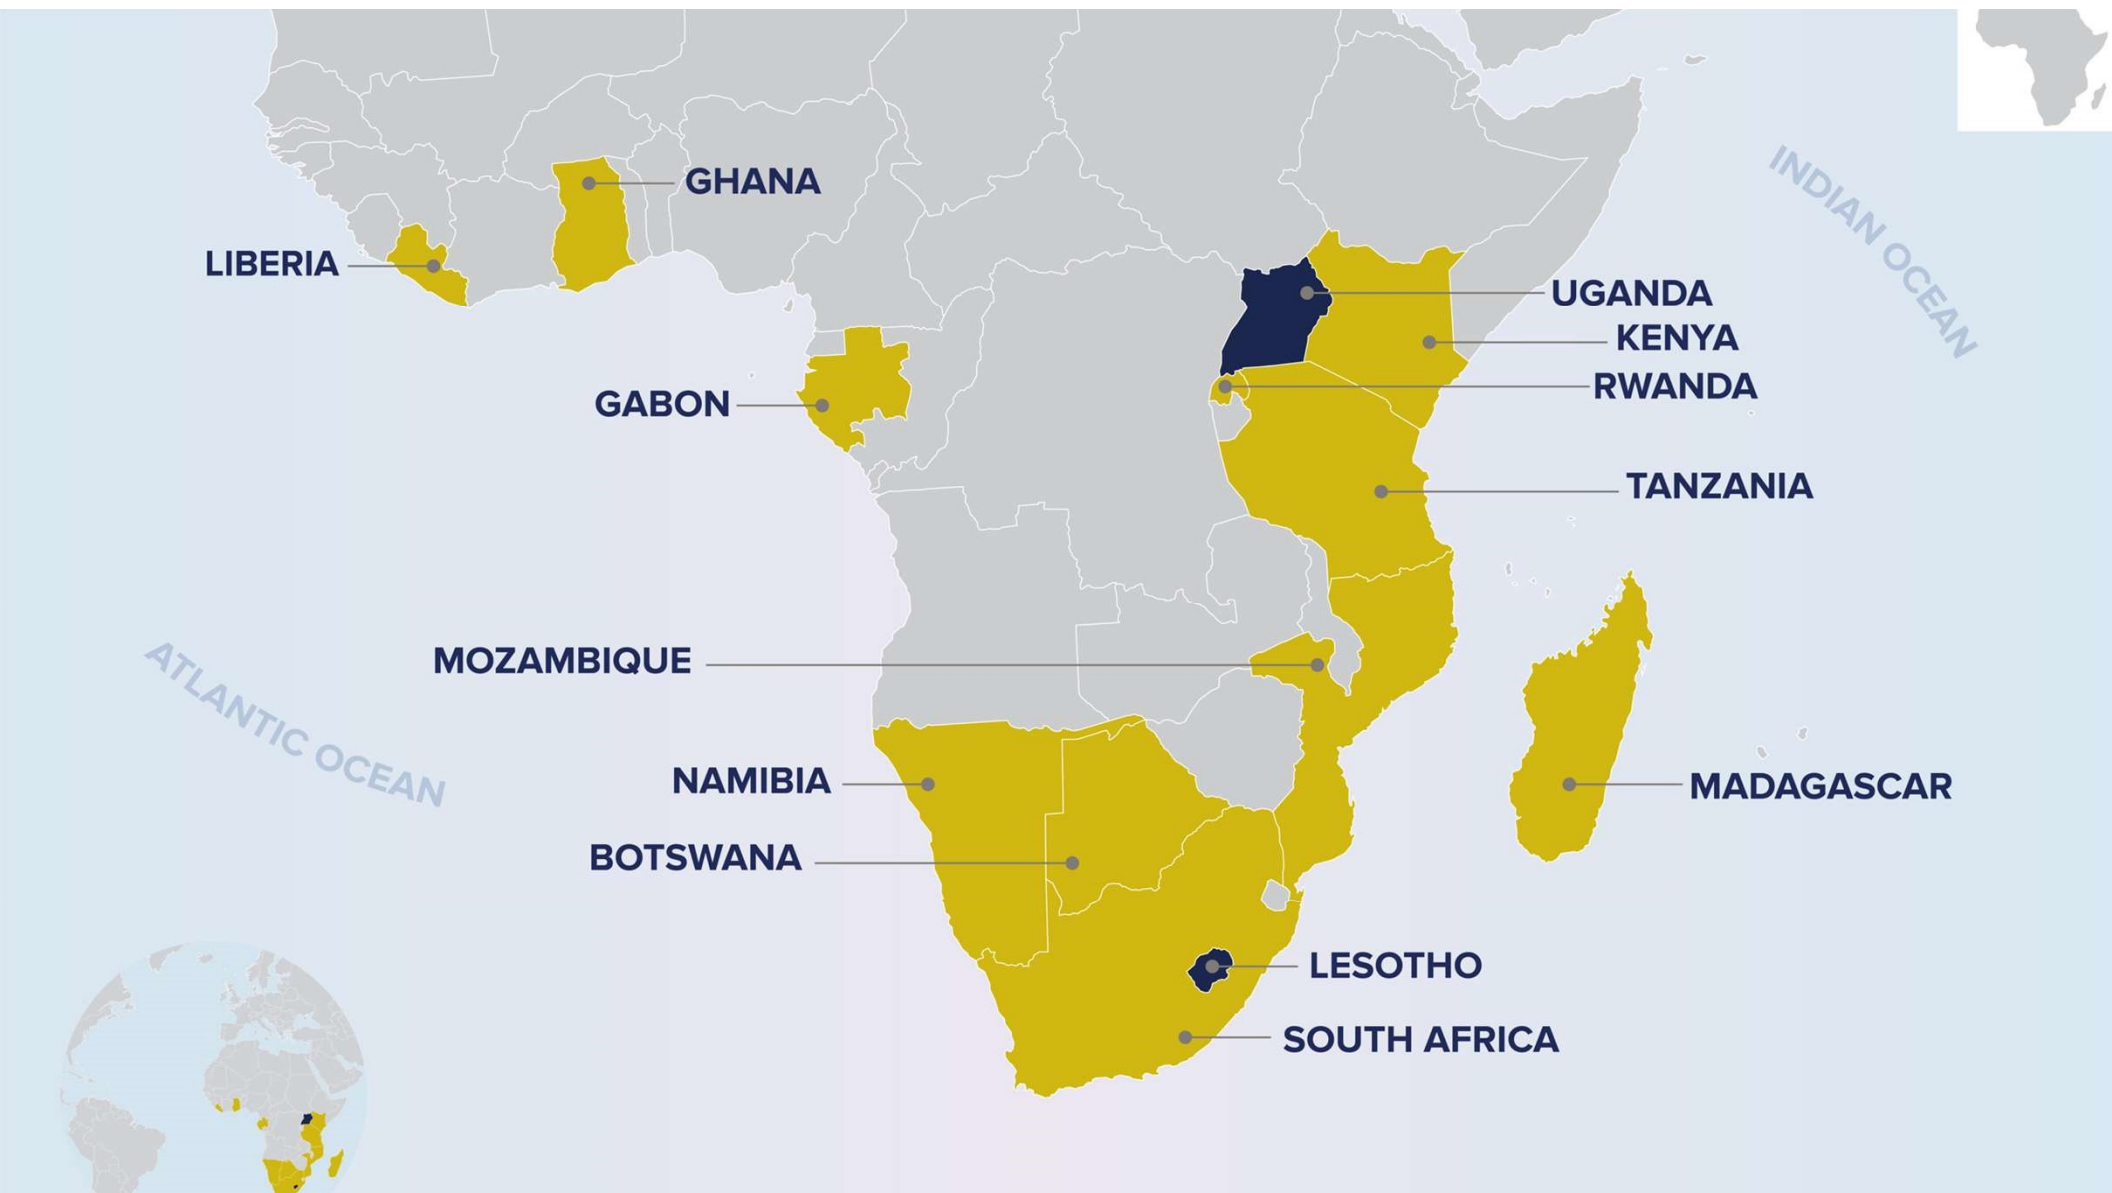 INDIAN OCEAN
GHANA
LIBERIA
UGANDA
KENYA
RWANDA
GABON
TANZANIA
MOZAMBIQUE
ATLANTIC OCEAN
NAMIBIA
MADAGASCAR
BOTSWANA
LESOTHO
SOUTH AFRICA